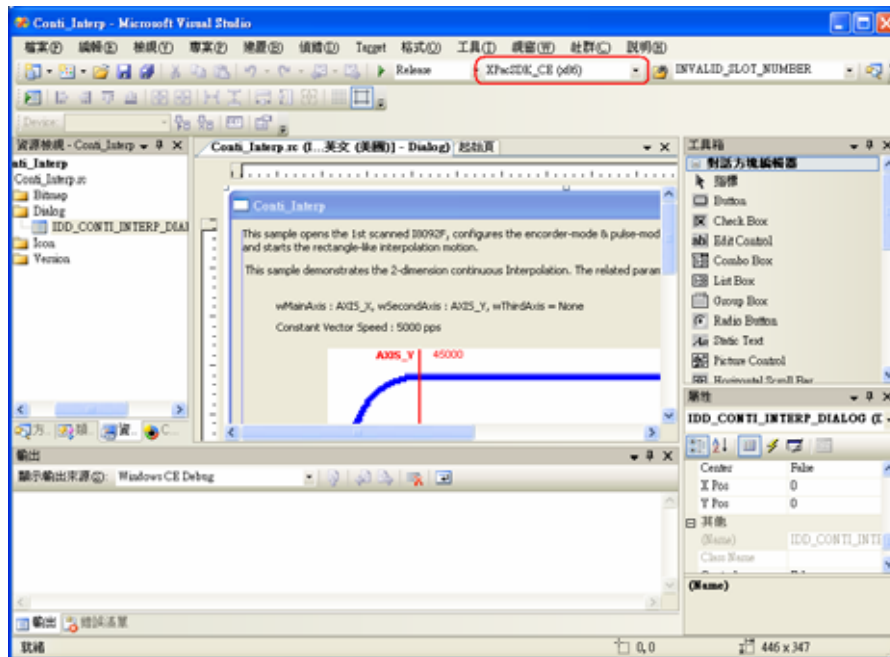 Conti_Interp - Microsoft Visual Studio
檔案(F) 編輯(E) 檢視(V) 專案(P) 建置(B) 偵錯(D) Target 格式(O) 工具(T) 視窗(W) 社群(C) 說明(H)
Release XPacSDK_CE (x86) INVALID_SLOT_NUMBER
Device:
資源檢視 - Conti_Interp
Conti_Interp.rc (I...英文 (美國)] - Dialog) 起始頁
工具箱
nti_Interp
Conti_Interp.rc
Bitmap
Dialog
IDD_CONTI_INTERP_DIA
Icon
Version
Conti_Interp
This sample opens the 1st scanned I8092F, configures the encorder-mode & pulse-mod
and starts the rectangle-like interpolation motion.
This sample demonstrates the 2-dimension continuous Interpolation. The related param
wMainAxis : AXIS_X, wSecondAxis : AXIS_Y, wThirdAxis = None
Constant Vector Speed : 5000 pps
AXIS_Y 45000
對話方塊編輯器
指標
Button
Check Box
Edit Control
Combo Box
List Box
Group Box
Radio Button
Static Text
Picture Control
Horizontal Scroll Bar
屬性
IDD_CONTI_INTERP_DIALOG (I
Center False
X Pos 0
Y Pos 0
其他
(Name) IDD_CONTI_INTE
Class Name
(Name)
方.. 類.. 資.. C...
輸出
顯示輸出來源(S): Windows CE Debug
輸出 錯誤清單
就緒 0, 0 446 x 347